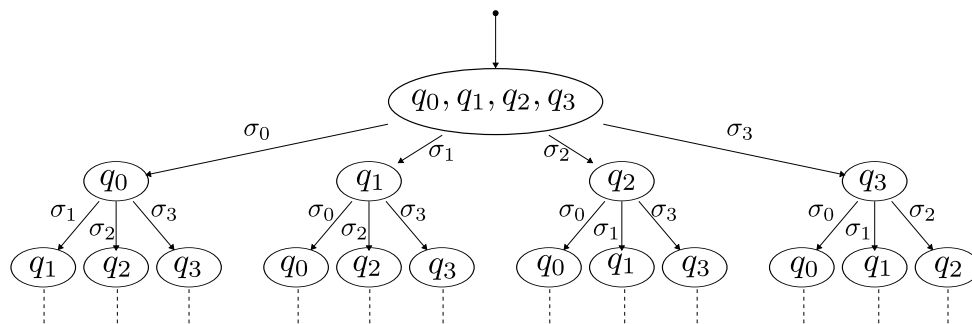 q₀, q₁, q₂, q₃
σ₀ σ₁ σ₂ σ₃
q₀ q₁ q₂ q₃
σ₁ σ₂ σ₃ σ₀ σ₂ σ₃ σ₀ σ₁ σ₃ σ₀ σ₁ σ₂
q₁ q₂ q₃ q₀ q₂ q₃ q₀ q₁ q₃ q₀ q₁ q₂